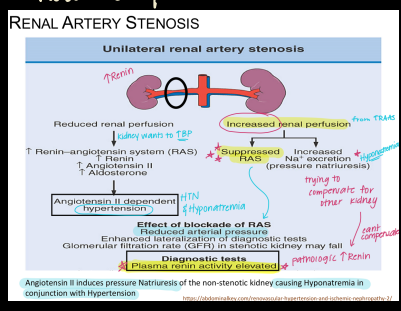 RENAL ARTERY STENOSIS
Unilateral renal artery stenosis
↑Renin
Reduced renal perfusion
Increased renal perfusion
from ↑RAAS
kidney wants to ↑BP
↑ Renin–angiotensin system (RAS)
↑ Renin
↑ Angiotensin II
↑ Aldosterone
Suppressed
RAS
Increased
Na⁺ excretion
(pressure natriuresis)
Hyponatremia
trying to
compensate for
other kidney
Angiotensin II dependent
hypertension
HTN
& Hyponatremia
can't
compensate
Effect of blockade of RAS
Reduced arterial pressure
Enhanced lateralization of diagnostic tests
Glomerular filtration rate (GFR) in stenotic kidney may fall
Diagnostic tests
Plasma renin activity elevated
pathologic ↑Renin
Angiotensin II induces pressure Natriuresis of the non-stenotic kidney causing Hyponatremia in
conjunction with Hypertension
https://abdominalkey.com/renovascular-hypertension-and-ischemic-nephropathy-2/